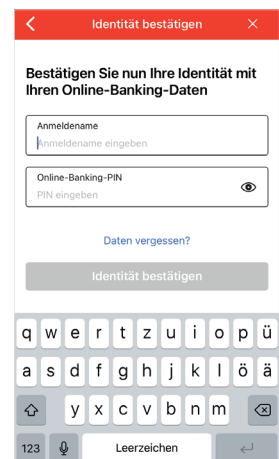 Identität bestätigen
Bestätigen Sie nun Ihre Identität mit
Ihren Online-Banking-Daten
Anmeldename
Anmeldename eingeben
Online-Banking-PIN
PIN eingeben
Daten vergessen?
Identität bestätigen
q w e r t z u i o p ü
a s d f g h j k l ö ä
y x c v b n m
123 Leerzeichen